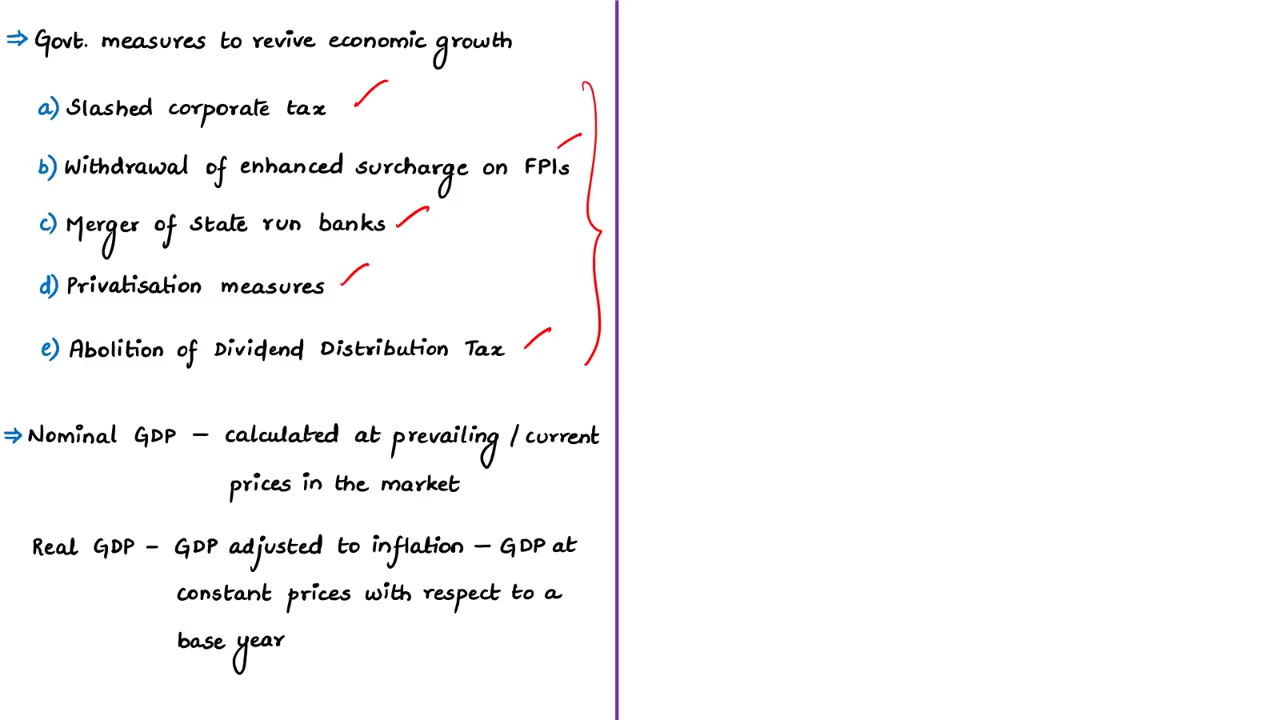 ⇒ Govt. measures to revive economic growth
a) Slashed corporate tax
b) Withdrawal of enhanced surcharge on FPIs
c) Merger of State run banks
d) Privatisation measures
e) Abolition of Dividend Distribution Tax
⇒ Nominal GDP – calculated at prevailing / current
prices in the market
Real GDP – GDP adjusted to inflation – GDP at
constant prices with respect to a
base year